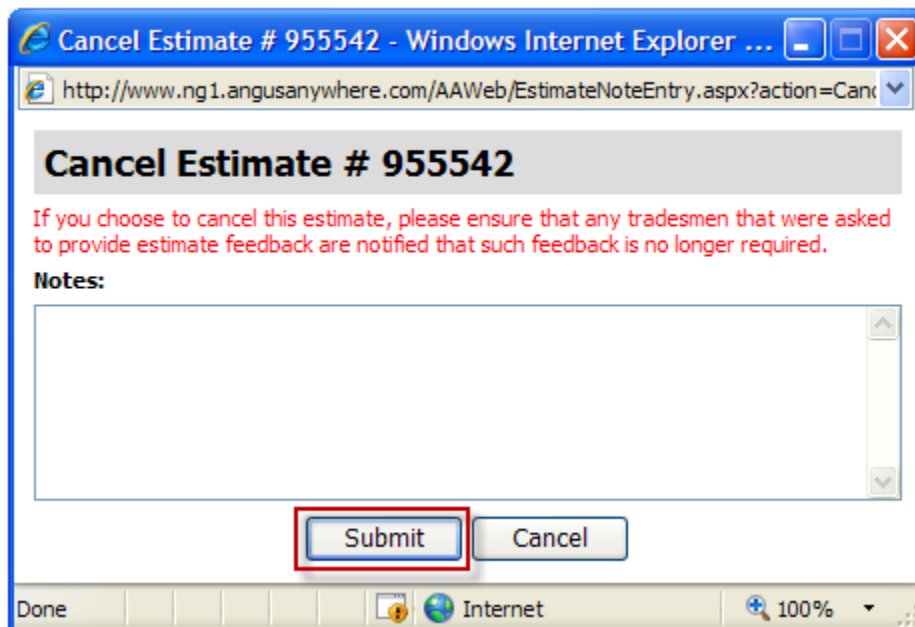 Cancel Estimate # 955542 - Windows Internet Explorer ...
http://www.ng1.angusanywhere.com/AAWeb/EstimateNoteEntry.aspx?action=Canc
Cancel Estimate # 955542
If you choose to cancel this estimate, please ensure that any tradesmen that were asked
to provide estimate feedback are notified that such feedback is no longer required.
Notes:
Submit Cancel
Done Internet 100%